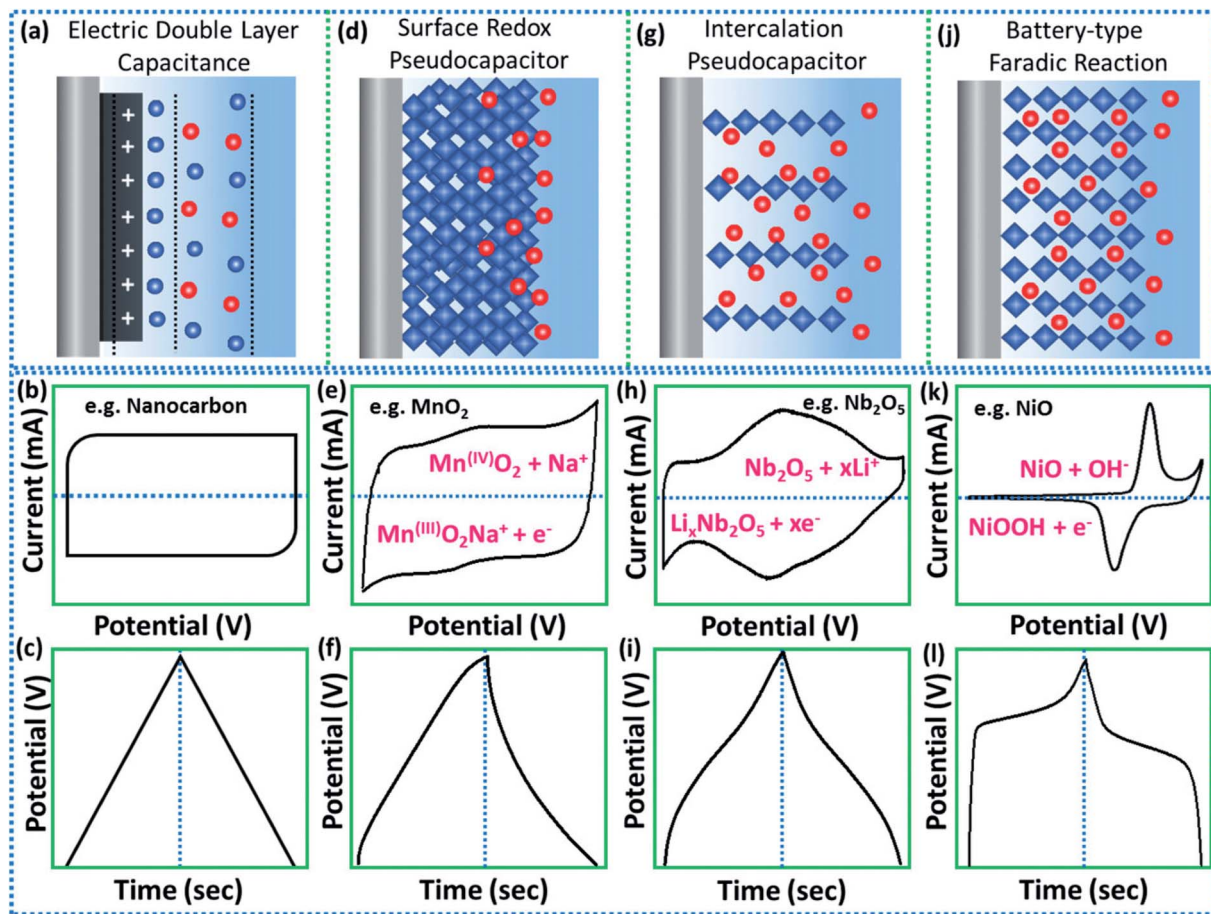 (a) Electric Double Layer
Capacitance
(d) Surface Redox
Pseudocapacitor
(g) Intercalation
Pseudocapacitor
(j) Battery-type
Faradic Reaction
+
+
+
+
+
+
+
(b)
e.g. Nanocarbon
Current (mA)
Potential (V)
(e)
e.g. MnO₂
Mn⁽ᴵⱽ⁾O₂ + Na⁺
Mn⁽ᴵᴵᴵ⁾O₂Na⁺ + e⁻
Current (mA)
Potential (V)
(h)
e.g. Nb₂O₅
Nb₂O₅ + xLi⁺
LiₓNb₂O₅ + xe⁻
Current (mA)
Potential (V)
(k)
e.g. NiO
NiO + OH⁻
NiOOH + e⁻
Current (mA)
Potential (V)
(c)
Potential (V)
Time (sec)
(f)
Potential (V)
Time (sec)
(i)
Potential (V)
Time (sec)
(l)
Potential (V)
Time (sec)